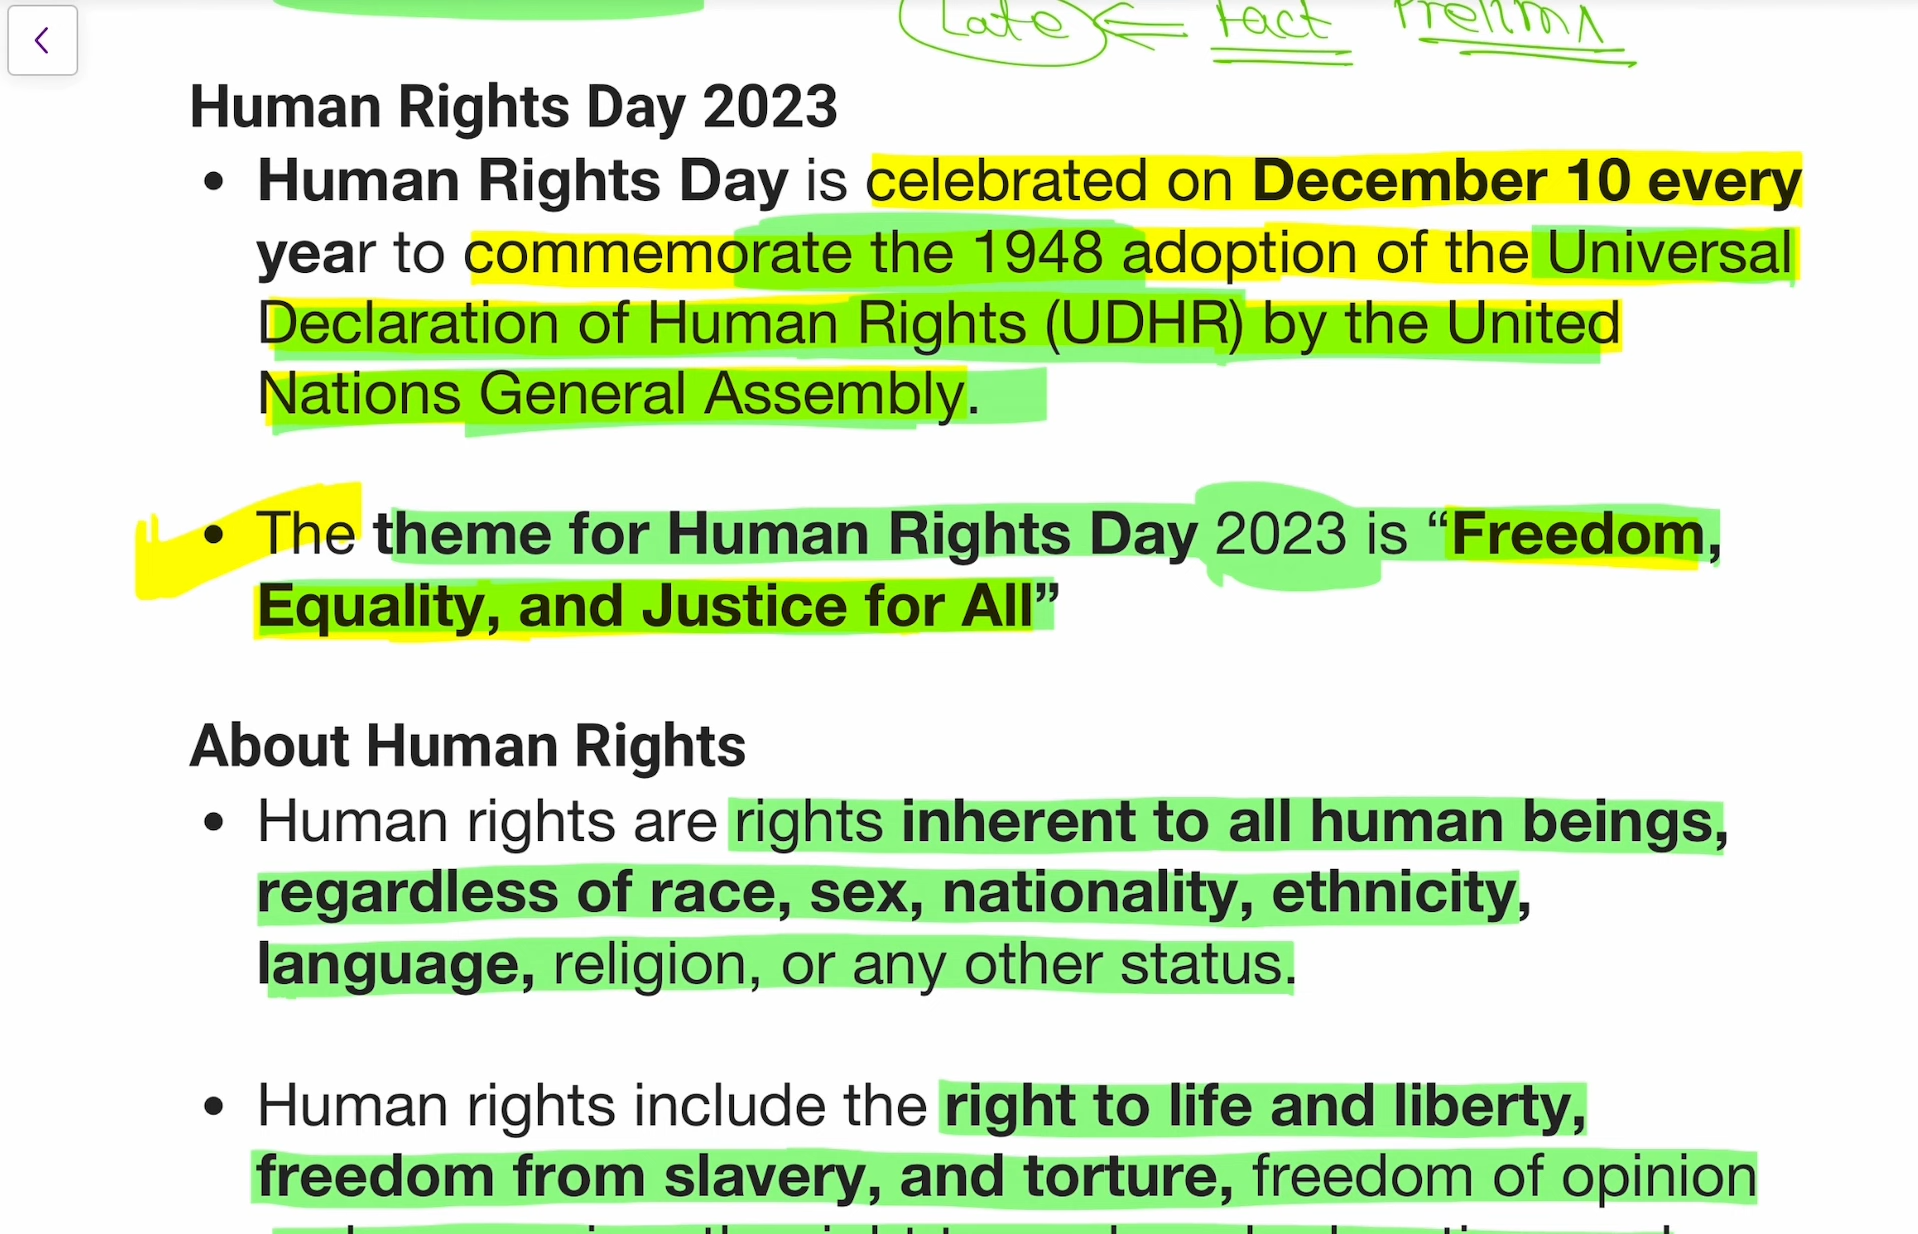 Late Fact Prelims
Human Rights Day 2023
• Human Rights Day is celebrated on December 10 every
year to commemorate the 1948 adoption of the Universal
Declaration of Human Rights (UDHR) by the United
Nations General Assembly.
• The theme for Human Rights Day 2023 is “Freedom,
Equality, and Justice for All”
About Human Rights
• Human rights are rights inherent to all human beings,
regardless of race, sex, nationality, ethnicity,
language, religion, or any other status.
• Human rights include the right to life and liberty,
freedom from slavery, and torture, freedom of opinion